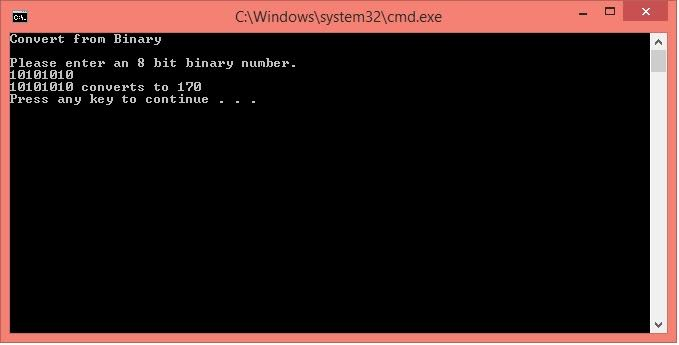 C:\Windows\system32\cmd.exe
Convert from Binary
Please enter an 8 bit binary number.
10101010
10101010 converts to 170
Press any key to continue . . .